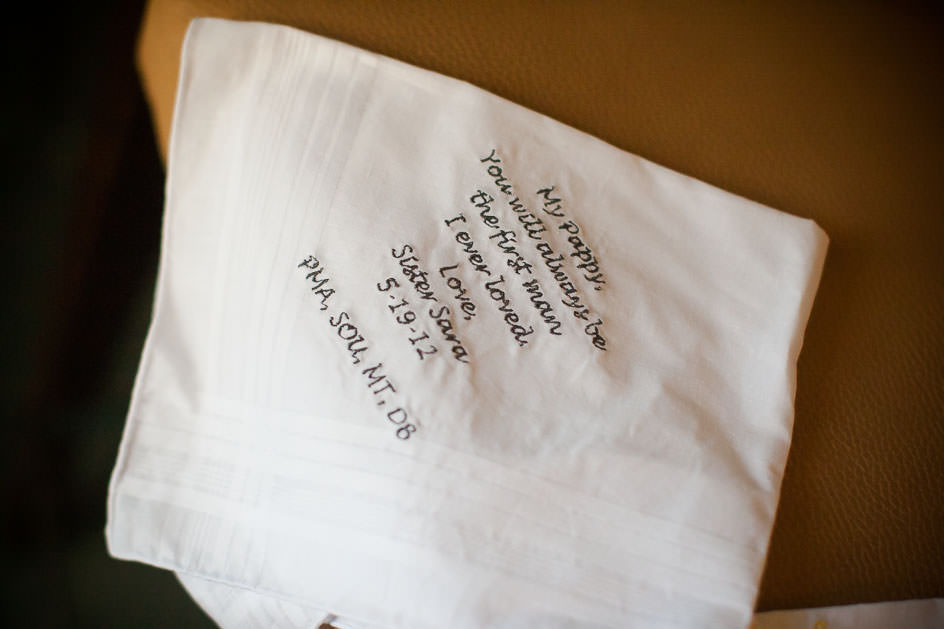 My Pappy,
You will always be
the first man
I ever loved.
Love,
Sister Sara
5-19-12
PMA, SOU, MT, DB